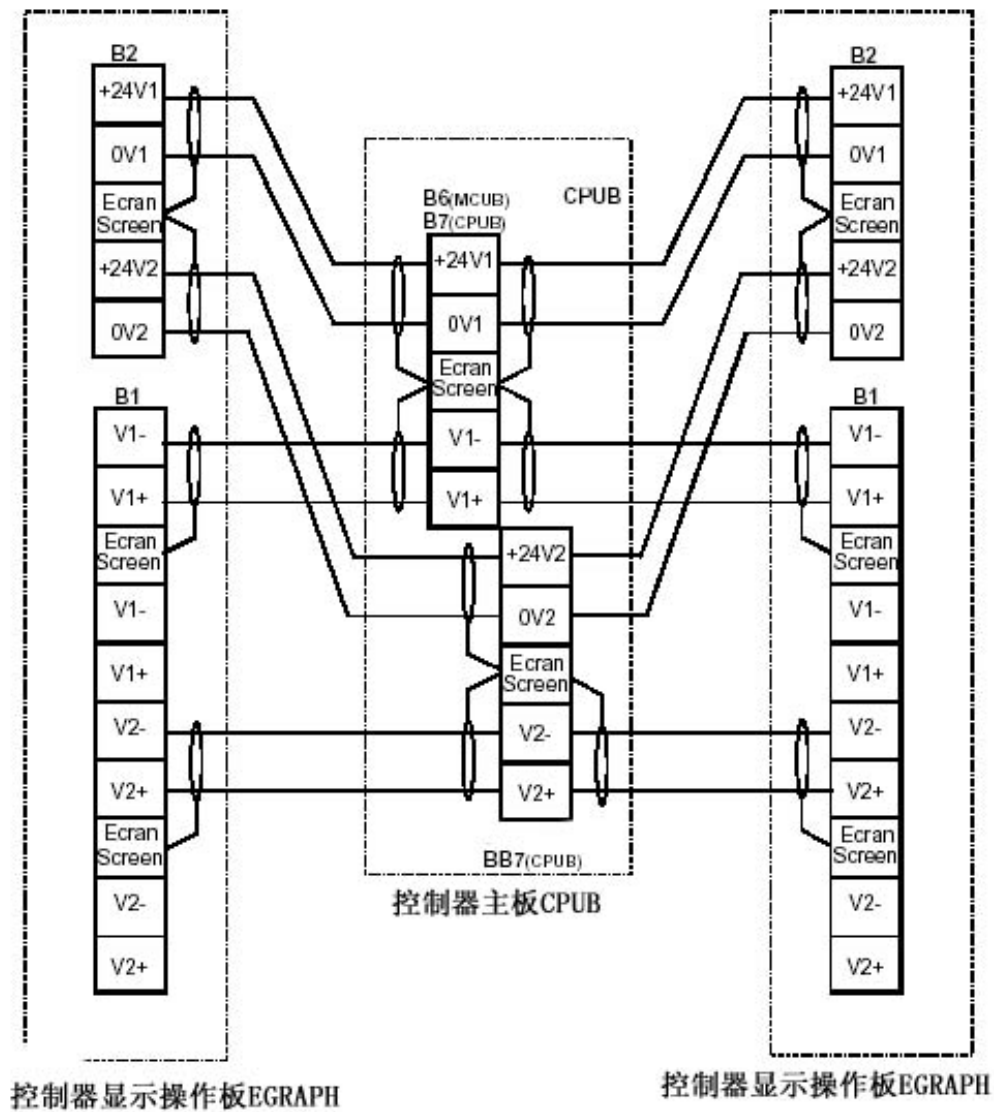 B2
+24V1
0V1
Ecran
Screen
+24V2
0V2
B1
V1-
V1+
Ecran
Screen
V1-
V1+
V2-
V2+
Ecran
Screen
V2-
V2+
控制器显示操作板EGRAPH
CPUB
B6(MCUB)
B7(CPUB)
+24V1
0V1
Ecran
Screen
V1-
V1+
+24V2
0V2
Ecran
Screen
V2-
V2+
BB7(CPUB)
控制器主板CPUB
B2
+24V1
0V1
Ecran
Screen
+24V2
0V2
B1
V1-
V1+
Ecran
Screen
V1-
V1+
V2-
V2+
Ecran
Screen
V2-
V2+
控制器显示操作板EGRAPH